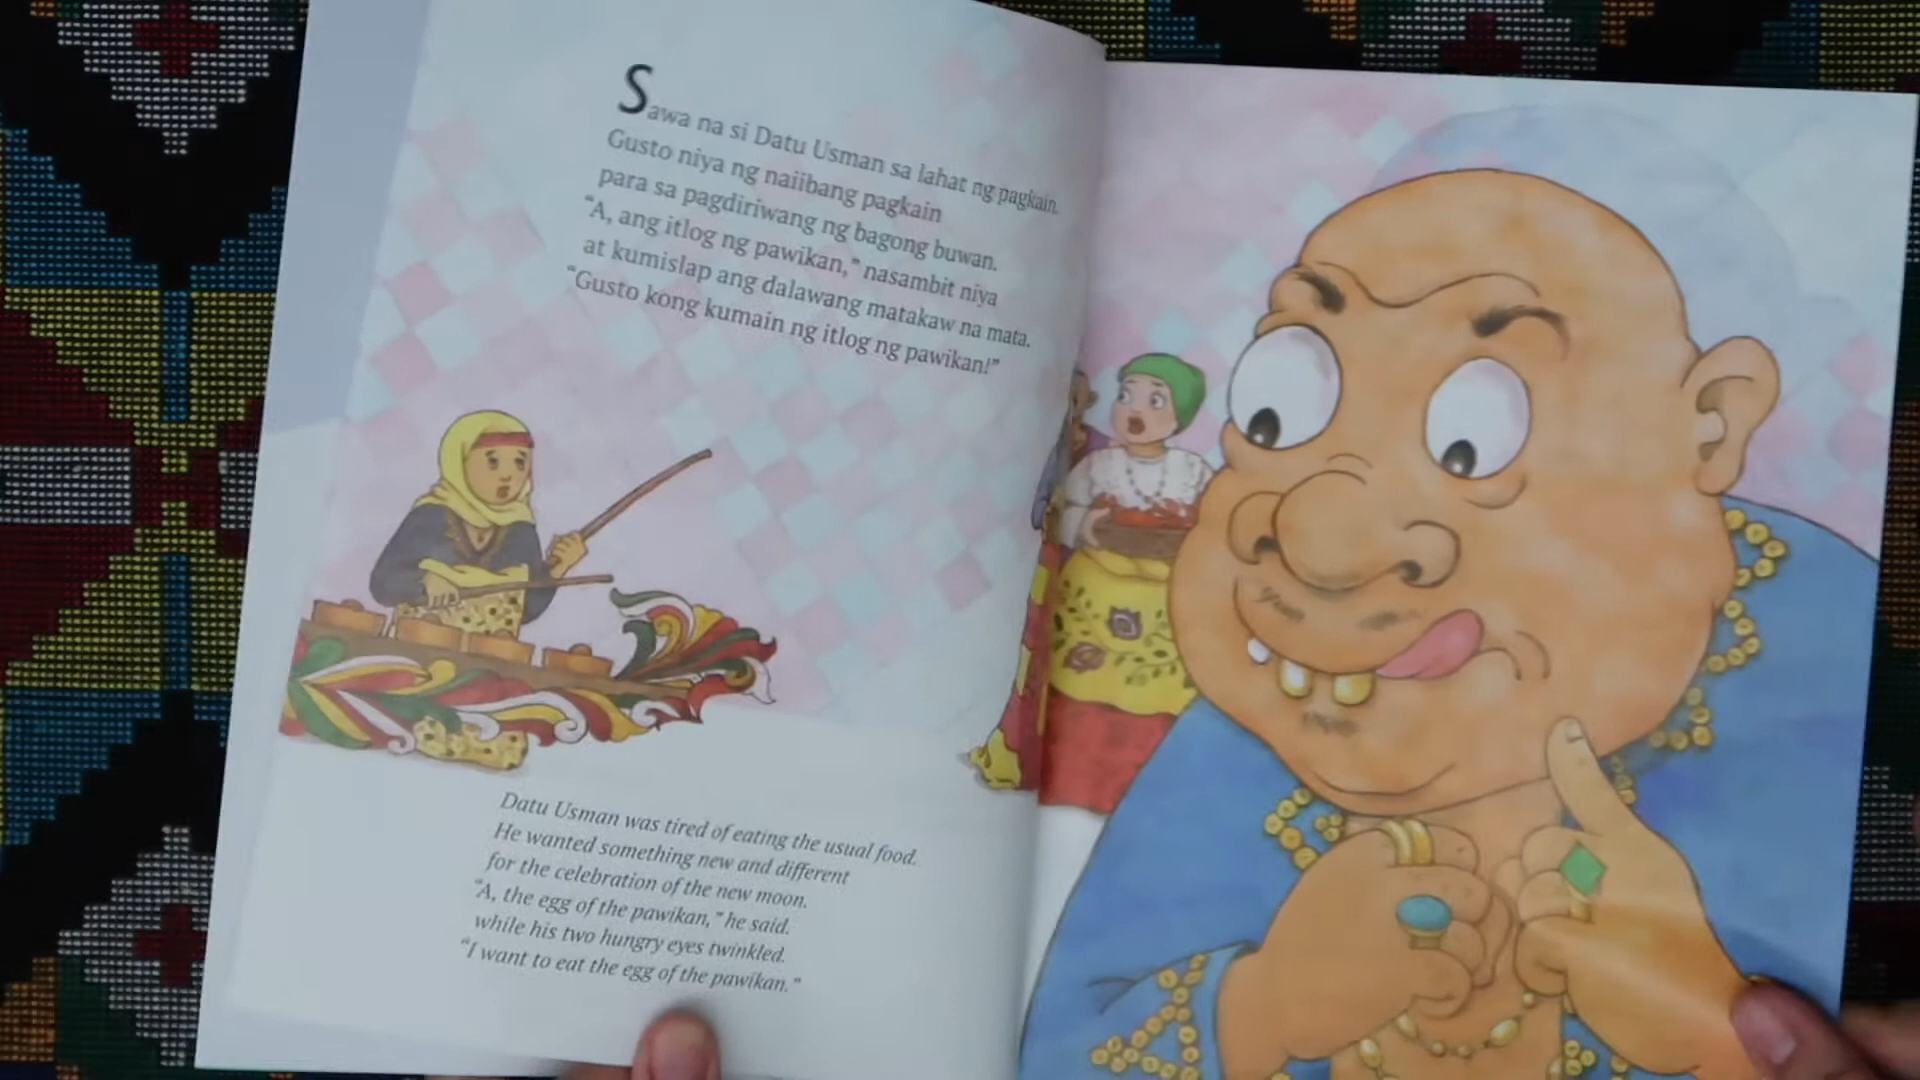 Sawa na si Datu Usman sa lahat ng pagkain.
Gusto niya ng naiibang pagkain
para sa pagdiriwang ng bagong buwan.
“A, ang itlog ng pawikan,” nasambit niya
at kumislap ang dalawang matakaw na mata.
“Gusto kong kumain ng itlog ng pawikan!”
Datu Usman was tired of eating the usual food.
He wanted something new and different
for the celebration of the new moon.
“A, the egg of the pawikan,” he said.
while his two hungry eyes twinkled.
“I want to eat the egg of the pawikan.”